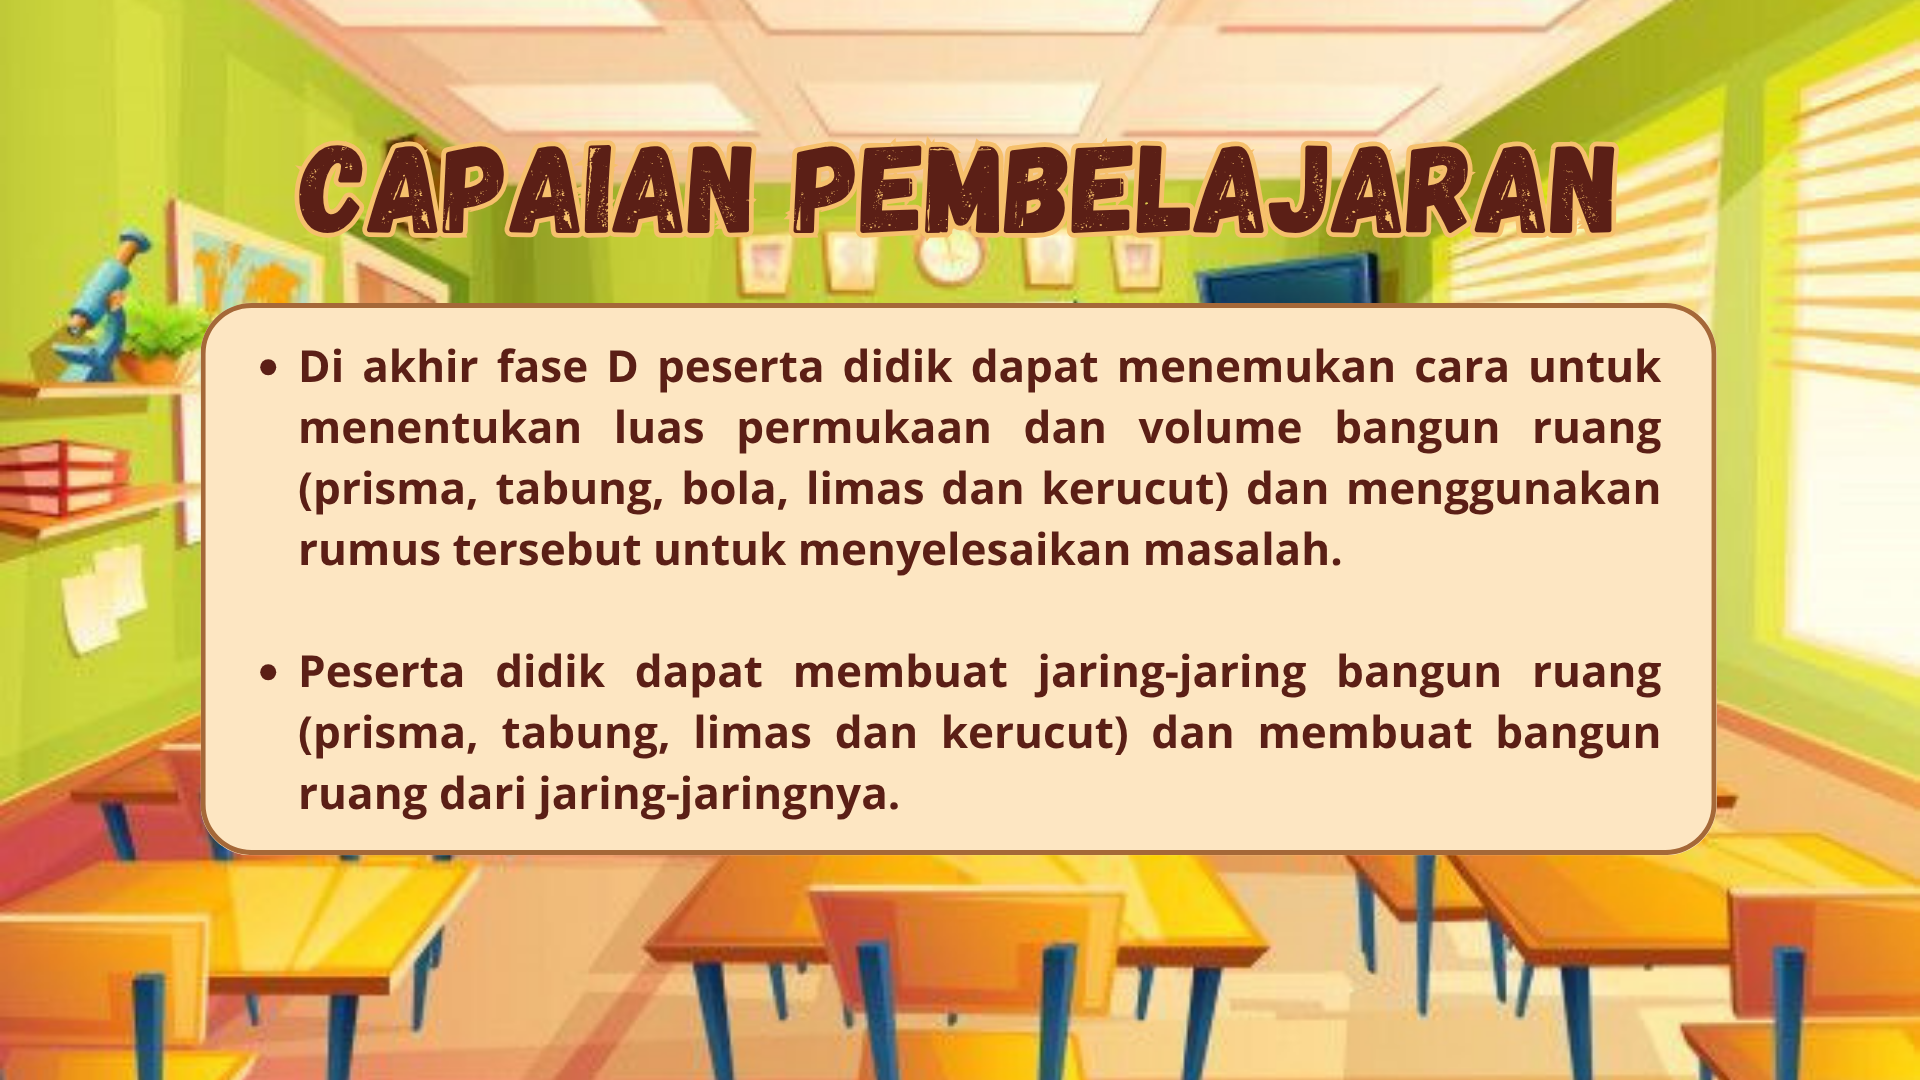 CAPAIAN PEMBELAJARAN
• Di akhir fase D peserta didik dapat menemukan cara untuk
menentukan luas permukaan dan volume bangun ruang
(prisma, tabung, bola, limas dan kerucut) dan menggunakan
rumus tersebut untuk menyelesaikan masalah.
• Peserta didik dapat membuat jaring-jaring bangun ruang
(prisma, tabung, limas dan kerucut) dan membuat bangun
ruang dari jaring-jaringnya.